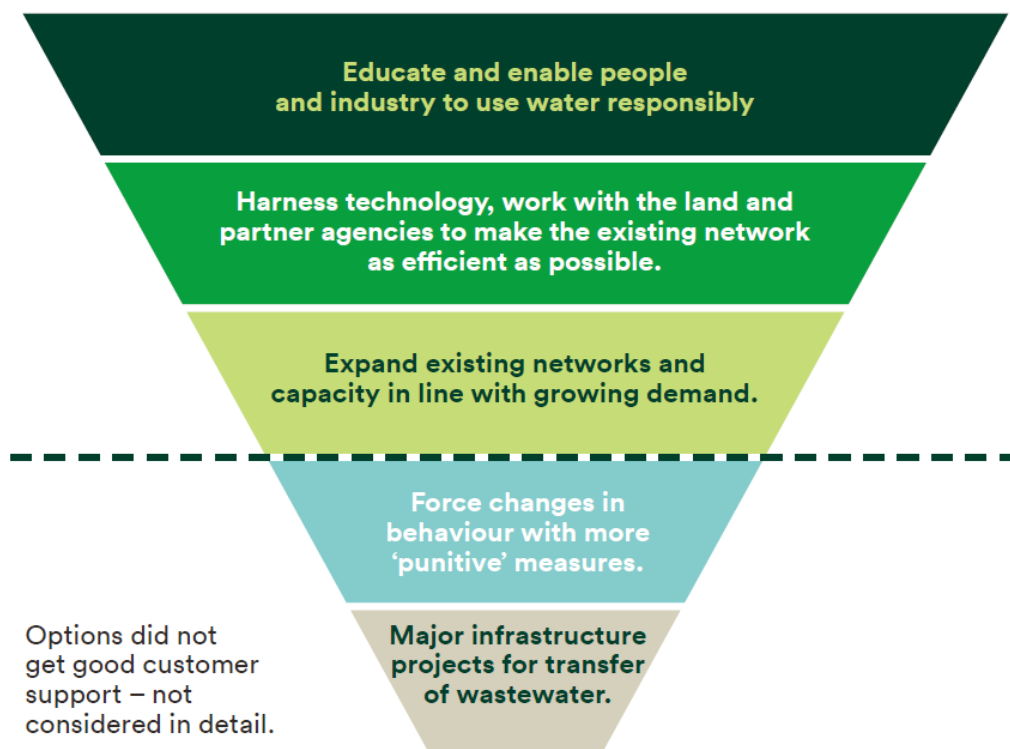 Educate and enable people
and industry to use water responsibly
Harness technology, work with the land and
partner agencies to make the existing network
as efficient as possible.
Expand existing networks and
capacity in line with growing demand.
Force changes in
behaviour with more
‘punitive’ measures.
Major infrastructure
projects for transfer
of wastewater.
Options did not
get good customer
support – not
considered in detail.